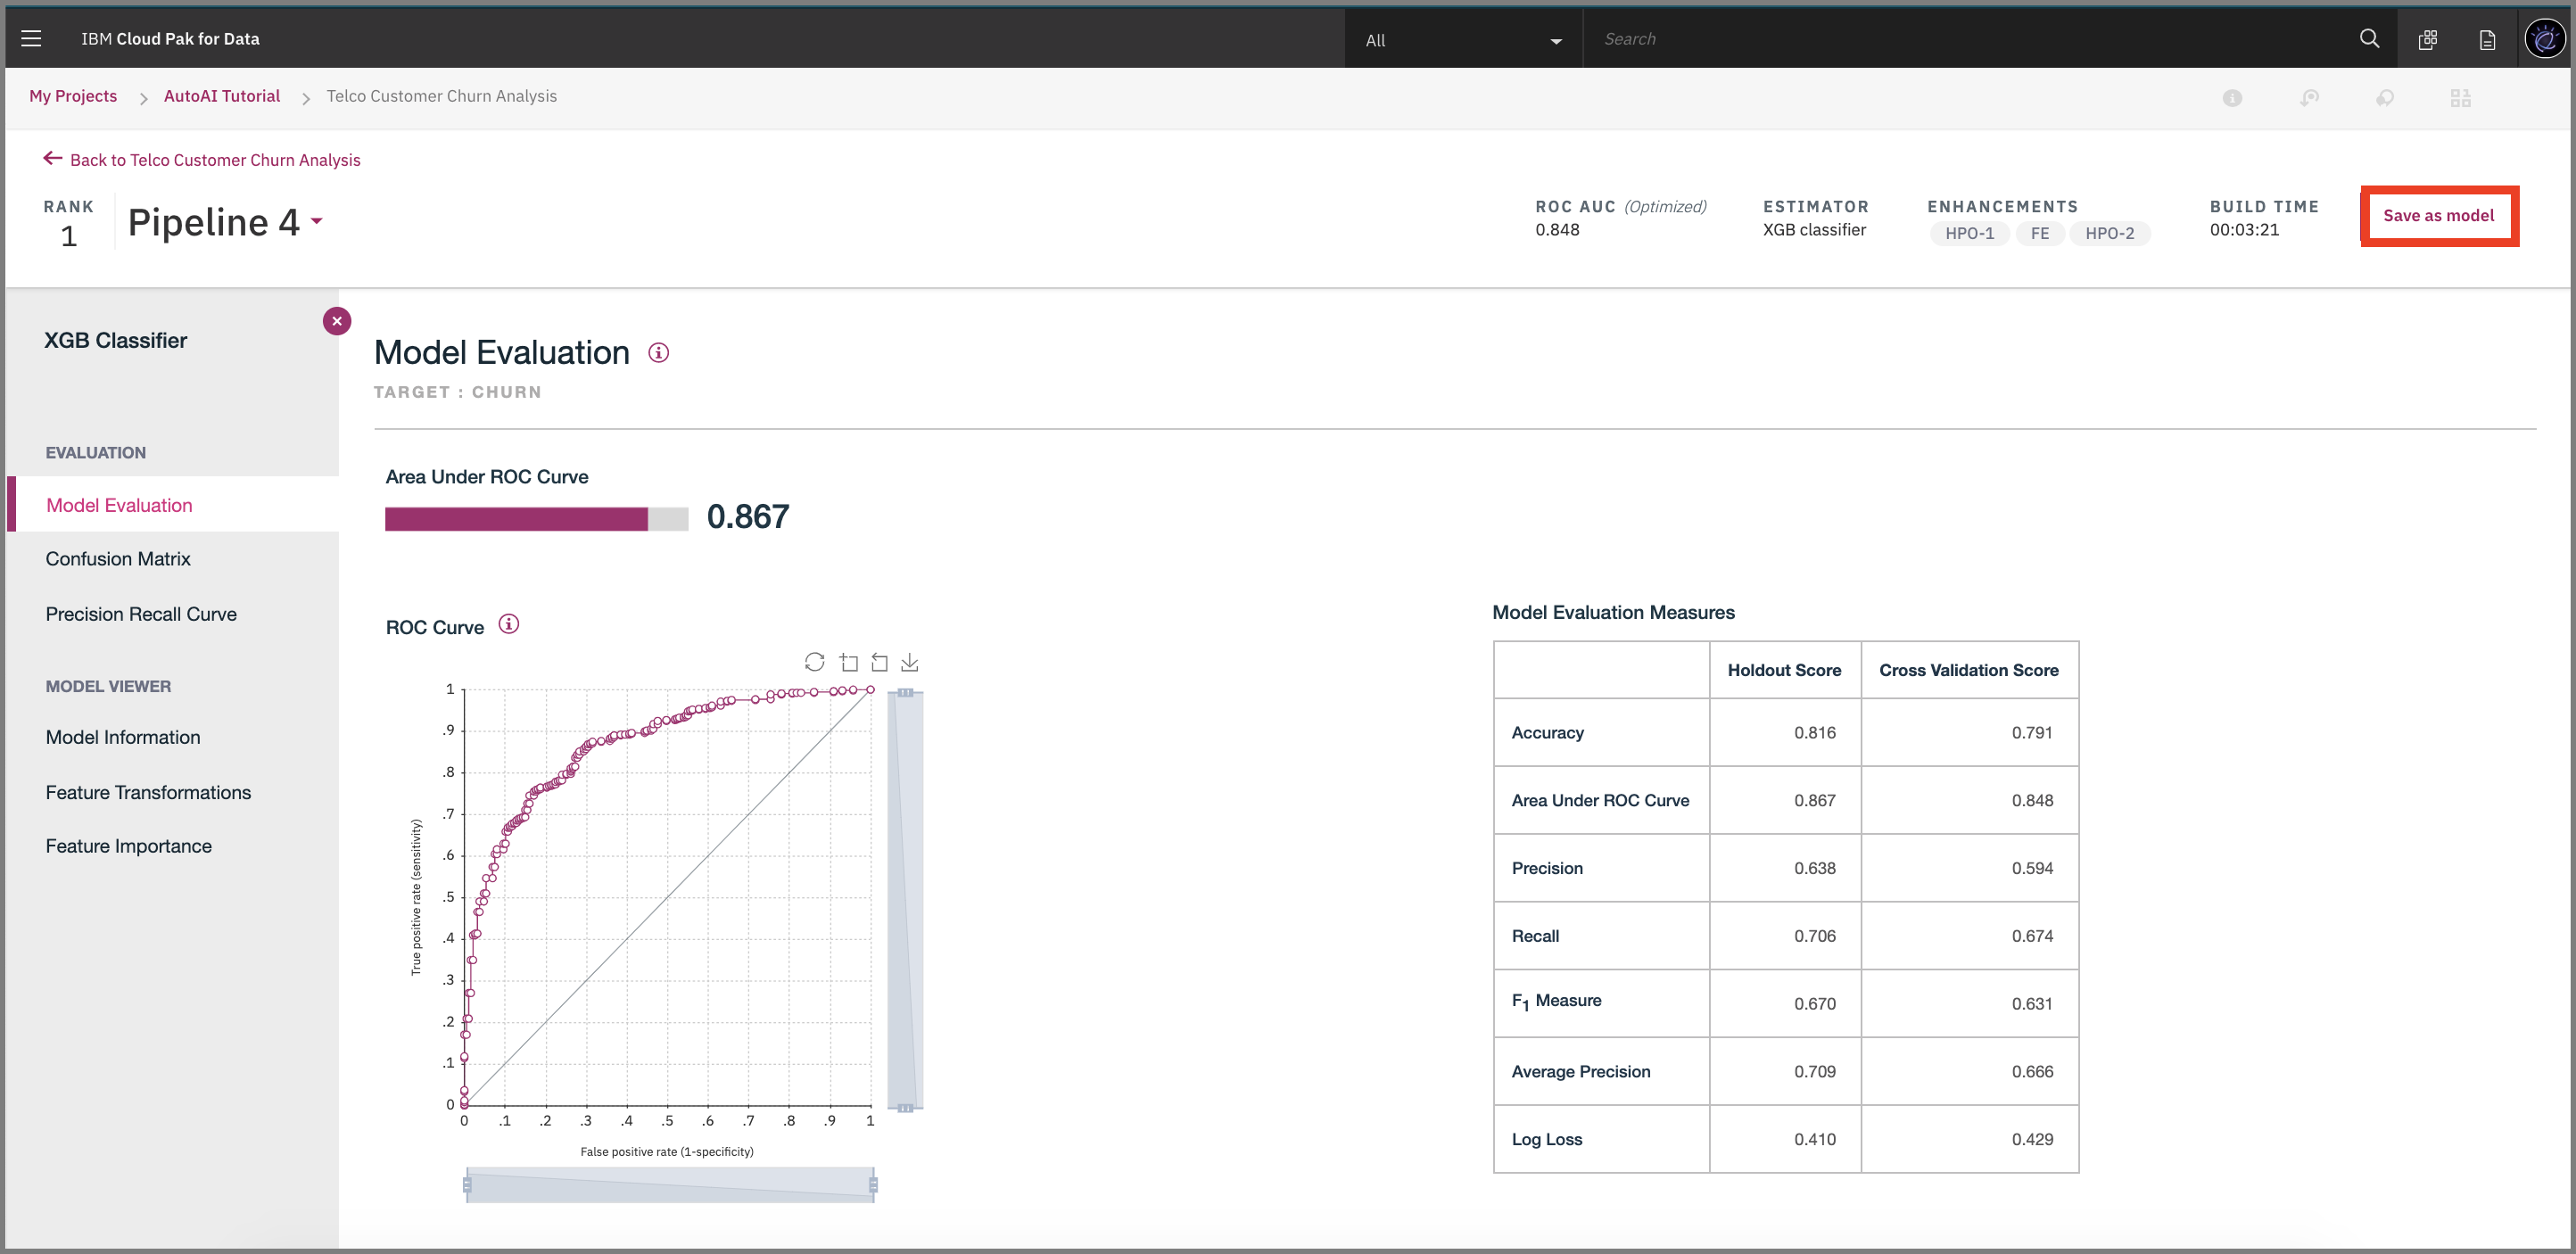 IBM Cloud Pak for Data
All
Search
My Projects
AutoAI Tutorial
Telco Customer Churn Analysis
Back to Telco Customer Churn Analysis
RANK
1
Pipeline 4
ROC AUC (Optimized)
0.848
ESTIMATOR
XGB classifier
ENHANCEMENTS
HPO-1 FE HPO-2
BUILD TIME
00:03:21
Save as model
XGB Classifier
EVALUATION
Model Evaluation
Confusion Matrix
Precision Recall Curve
MODEL VIEWER
Model Information
Feature Transformations
Feature Importance
Model Evaluation
TARGET : CHURN
Area Under ROC Curve
0.867
ROC Curve
True positive rate (sensitivity)
1
.9
.8
.7
.6
.5
.4
.3
.2
.1
0
0 .1 .2 .3 .4 .5 .6 .7 .8 .9 1
False positive rate (1-specificity)
Model Evaluation Measures
Holdout Score Cross Validation Score
Accuracy 0.816 0.791
Area Under ROC Curve 0.867 0.848
Precision 0.638 0.594
Recall 0.706 0.674
F1 Measure 0.670 0.631
Average Precision 0.709 0.666
Log Loss 0.410 0.429